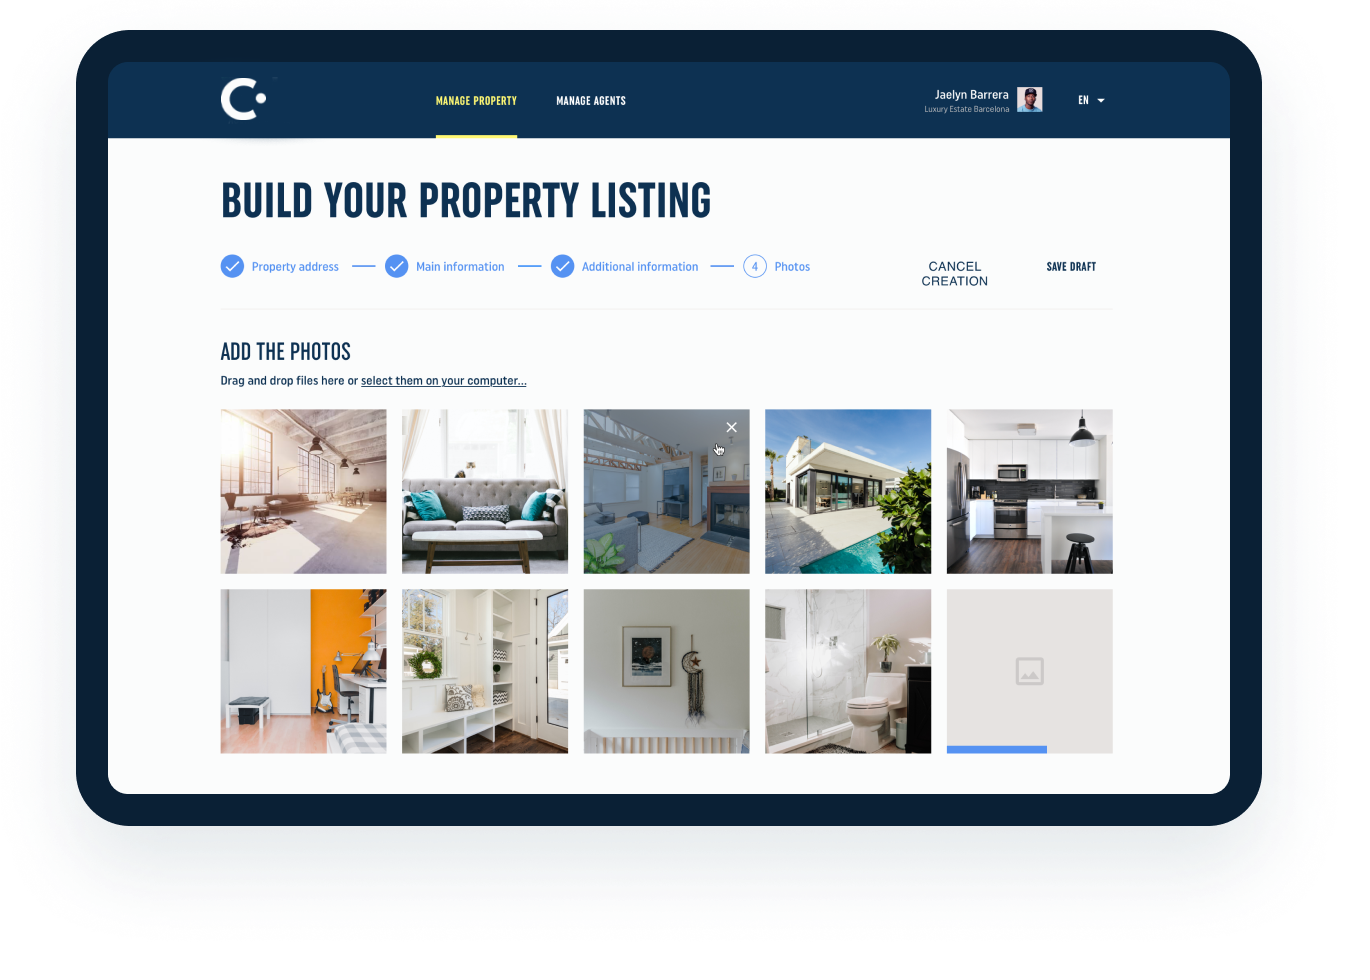 MANAGE PROPERTY
MANAGE AGENTS
Jaelyn Barrera
Luxury Estate Barcelona
EN
BUILD YOUR PROPERTY LISTING
Property address
Main information
Additional information
4
Photos
CANCEL
CREATION
SAVE DRAFT
ADD THE PHOTOS
Drag and drop files here or select them on your computer...